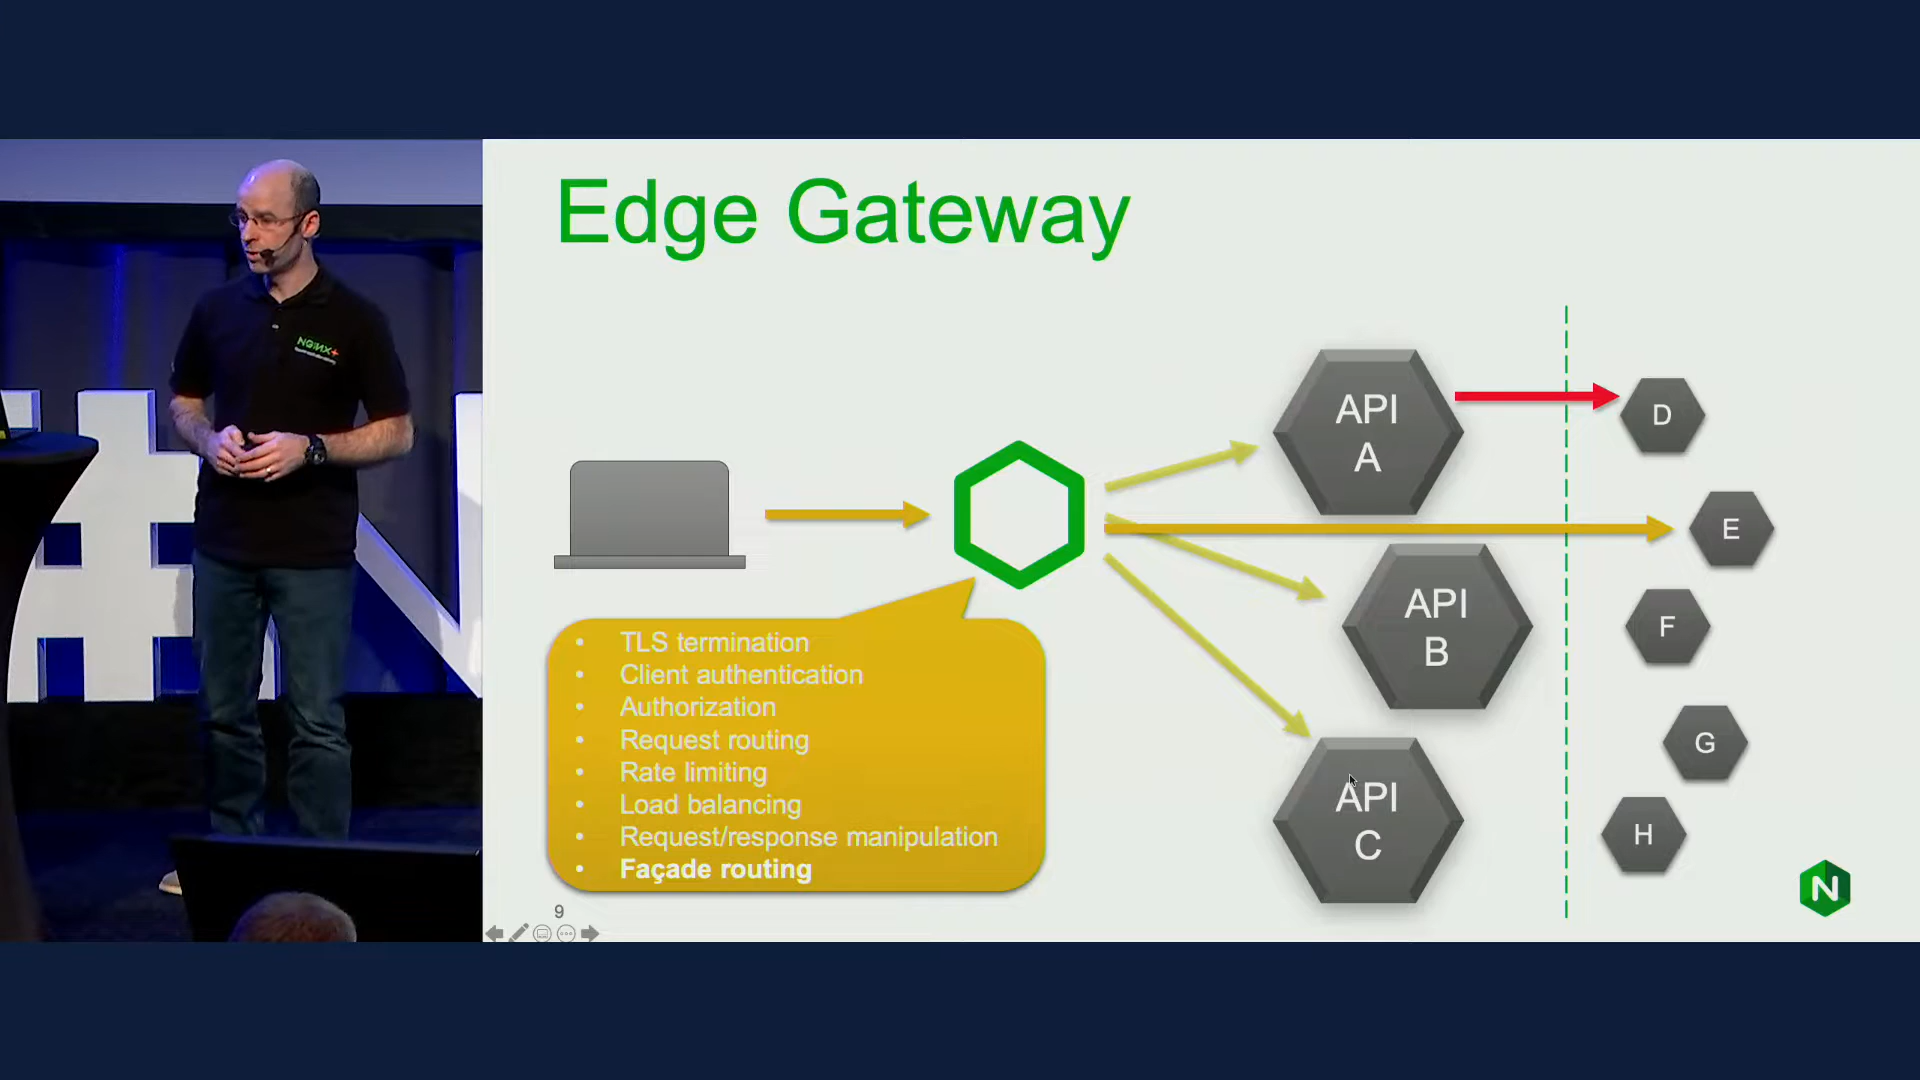 NGINX+
Edge Gateway
API
A
D
E
API
B
F
G
API
C
H
• TLS termination
• Client authentication
• Authorization
• Request routing
• Rate limiting
• Load balancing
• Request/response manipulation
• Façade routing
9
N
#N